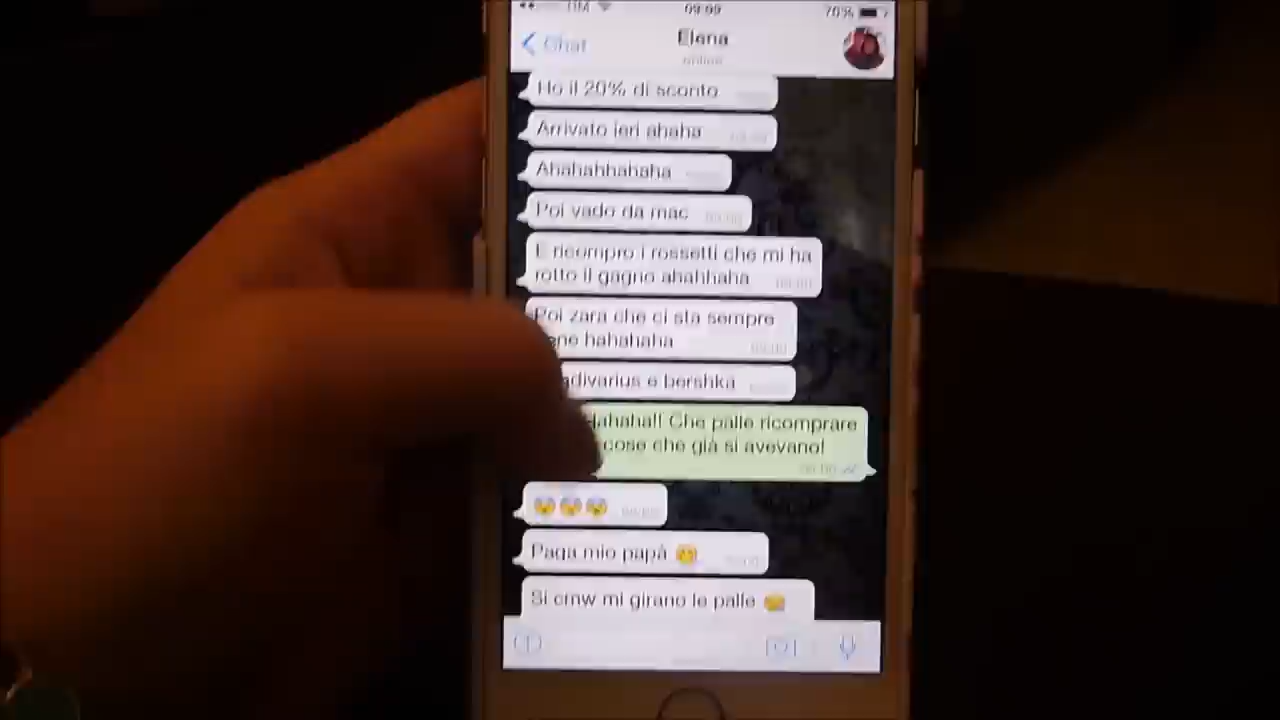 09:09
70%
Chat
Elena
online
Ho il 20% di sconto
Arrivato ieri ahaha
Ahahahhahaha
Poi vado da mac
E ricompro i rossetti che mi ha
rotto il gagno ahahhaha
Poi zara che ci sta sempre
hahahaha
e bershka
Hahaha!! Che palle ricomprare
cose che già si avevano!
😨😨😨
Paga mio papà
Si cmw mi girano le palle